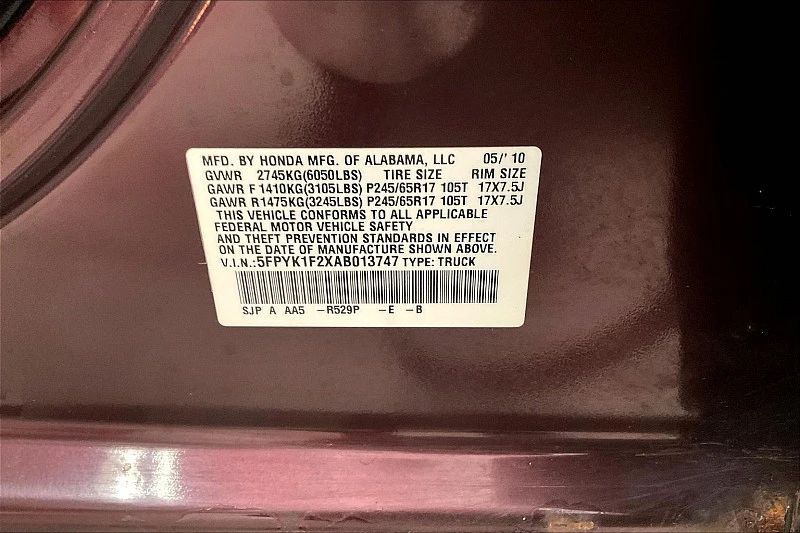 MFD. BY HONDA MFG. OF ALABAMA, LLC 05/'10
GVWR 2745KG(6050LBS) TIRE SIZE RIM SIZE
GAWR F 1410KG(3105LBS) P245/65R17 105T 17X7.5J
GAWR R1475KG(3245LBS) P245/65R17 105T 17X7.5J
THIS VEHICLE CONFORMS TO ALL APPLICABLE
FEDERAL MOTOR VEHICLE SAFETY
AND THEFT PREVENTION STANDARDS IN EFFECT
ON THE DATE OF MANUFACTURE SHOWN ABOVE.
V.I.N.:5FPYK1F2XAB013747 TYPE: TRUCK
SJP A AA5 –R529P –E –B